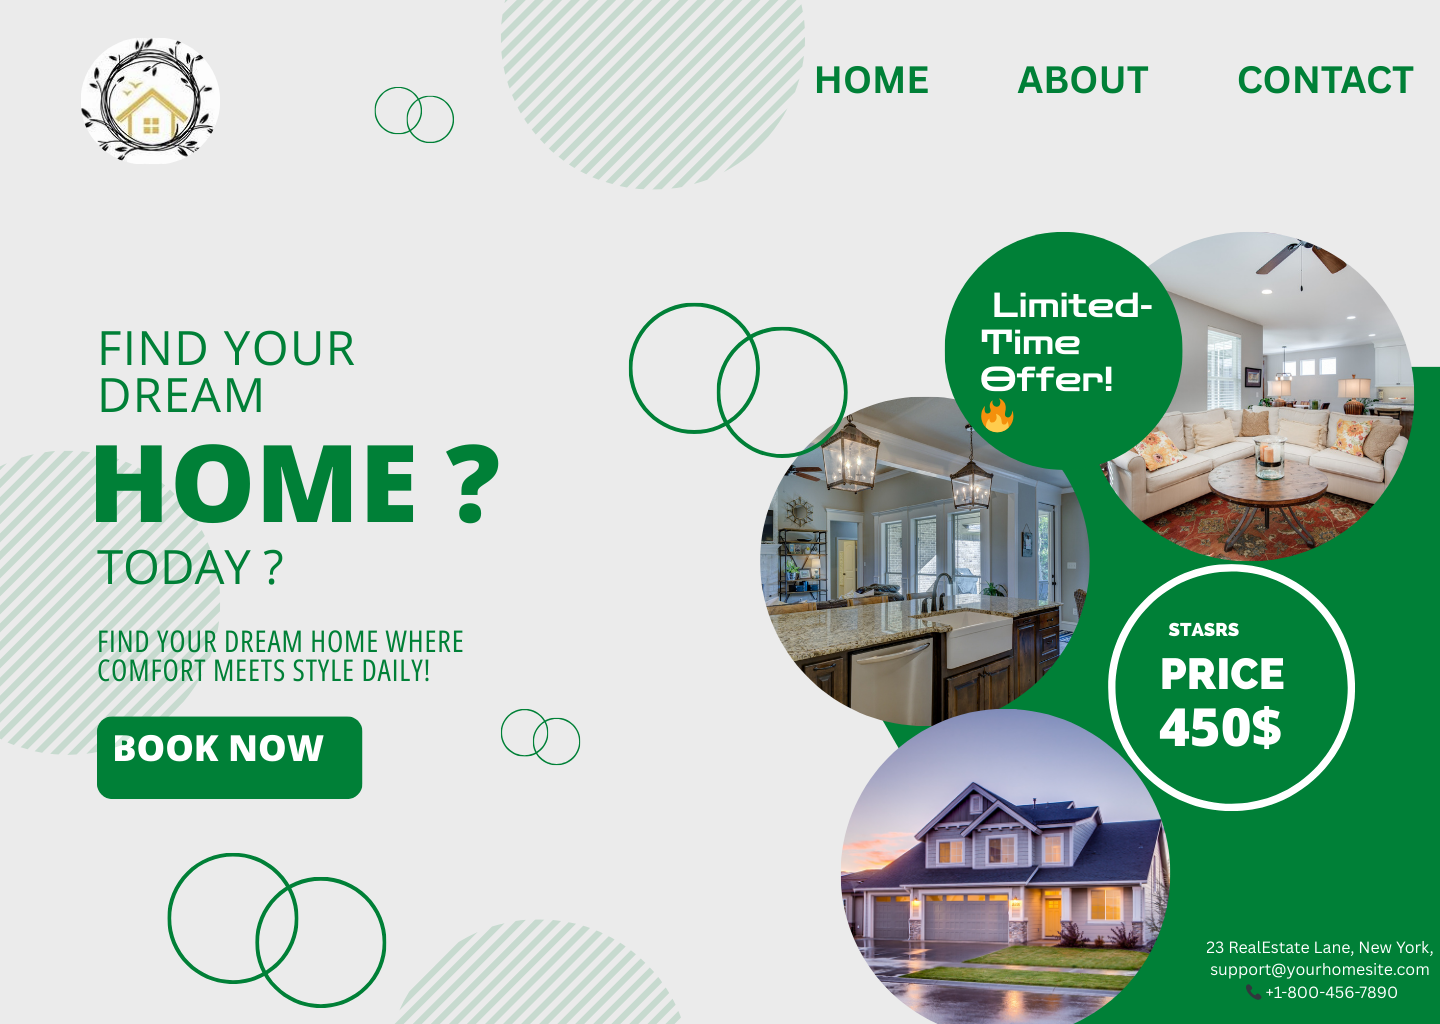 HOME ABOUT CONTACT
FIND YOUR
DREAM
HOME ?
TODAY ?
FIND YOUR DREAM HOME WHERE
COMFORT MEETS STYLE DAILY!
BOOK NOW
Limited-
Time
Offer!
🔥
STASRS
PRICE
450$
23 RealEstate Lane, New York,
support@yourhomesite.com
📞+1-800-456-7890